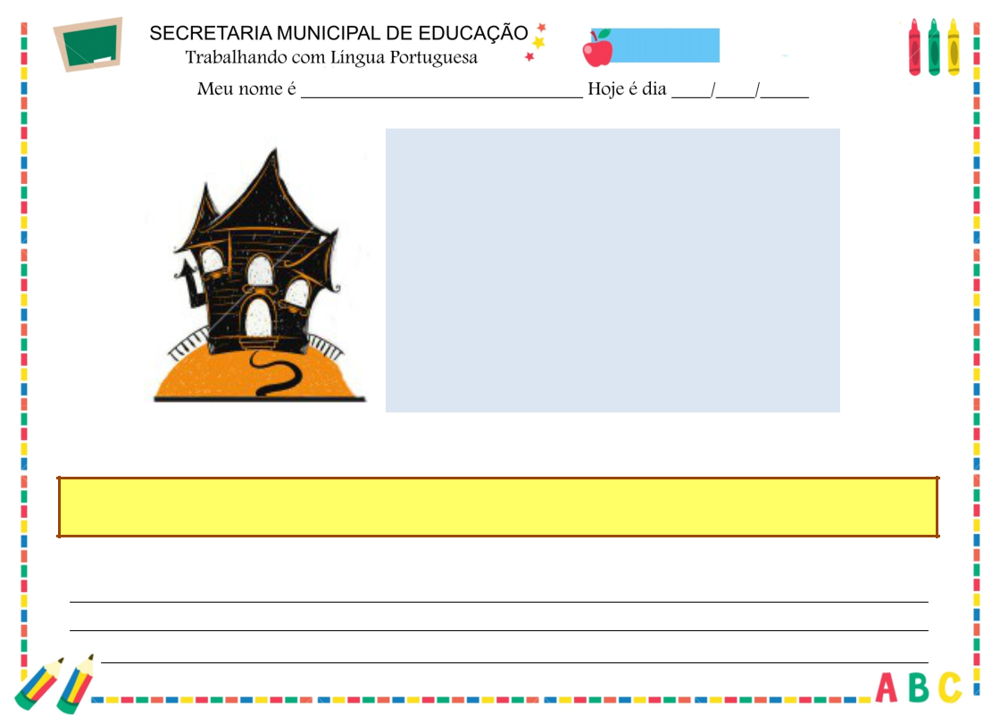 SECRETARIA MUNICIPAL DE EDUCAÇÃO
Trabalhando com Língua Portuguesa
Meu nome é ______________________________ Hoje é dia ____/____/_____
A B C